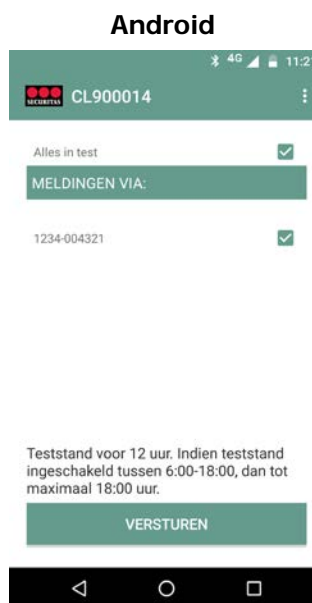 Android
4G 11:2
SECURITAS CL900014
Alles in test
MELDINGEN VIA:
1234-004321
Teststand voor 12 uur. Indien teststand
ingeschakeld tussen 6:00-18:00, dan tot
maximaal 18:00 uur.
VERSTUREN